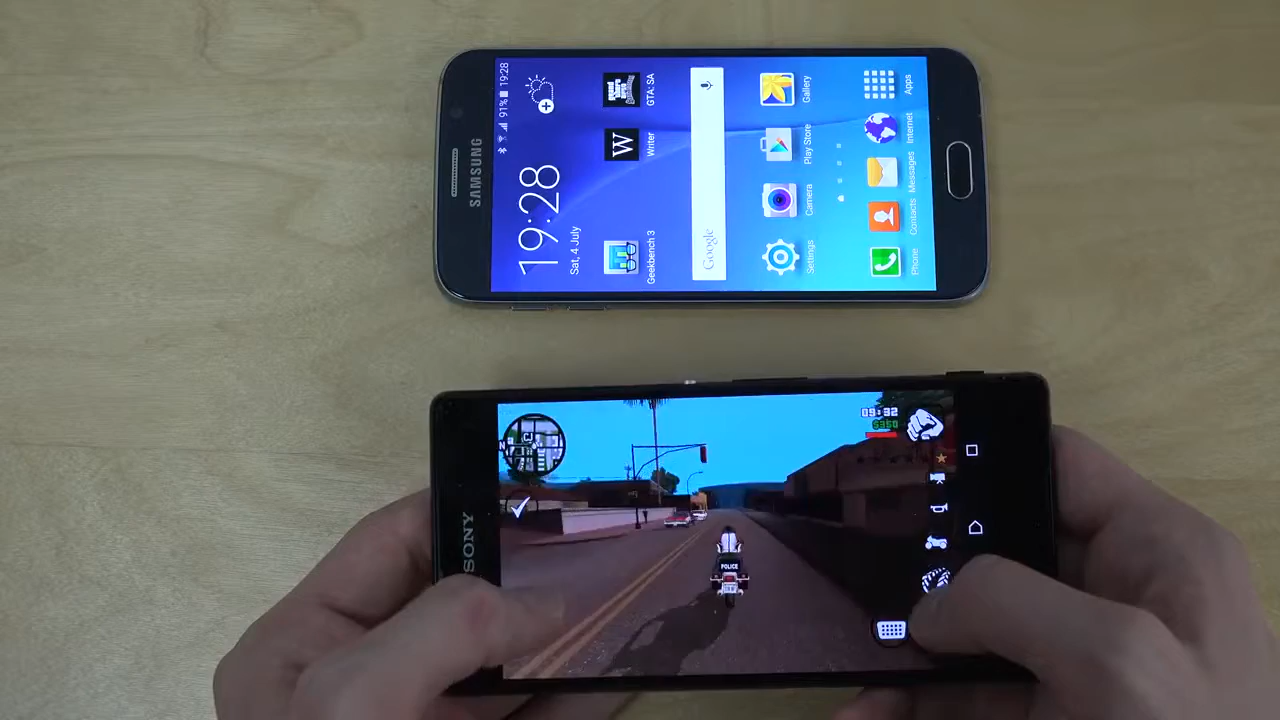 SAMSUNG
91% 19:28
19:28
Sat, 4 July
GTA: SA
Writer
W
Geekbench 3
Google
Gallery
Play Store
Camera
Settings
Apps
Internet
Messages
Contacts
Phone
SONY
N
CJ
09:32
$350
POLICE